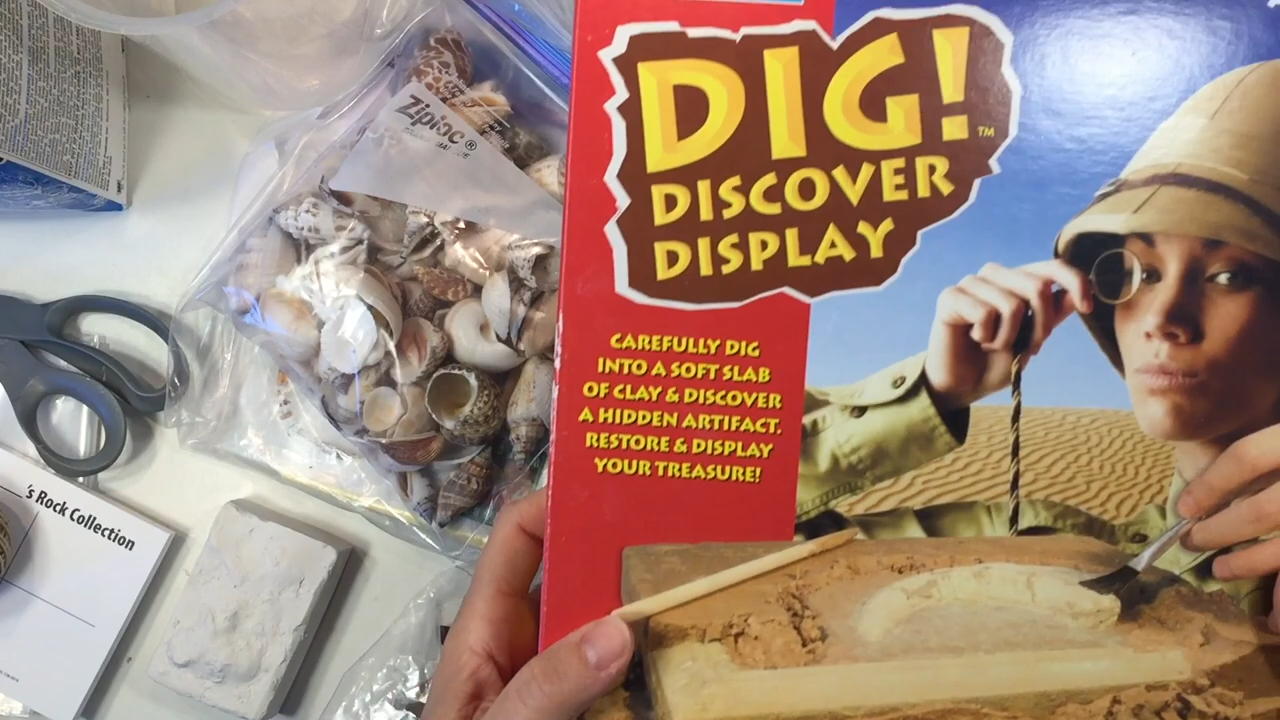 DIG!™
DISCOVER
DISPLAY
CAREFULLY DIG
INTO A SOFT SLAB
OF CLAY & DISCOVER
A HIDDEN ARTIFACT.
RESTORE & DISPLAY
YOUR TREASURE!
Ziploc®
's Rock Collection